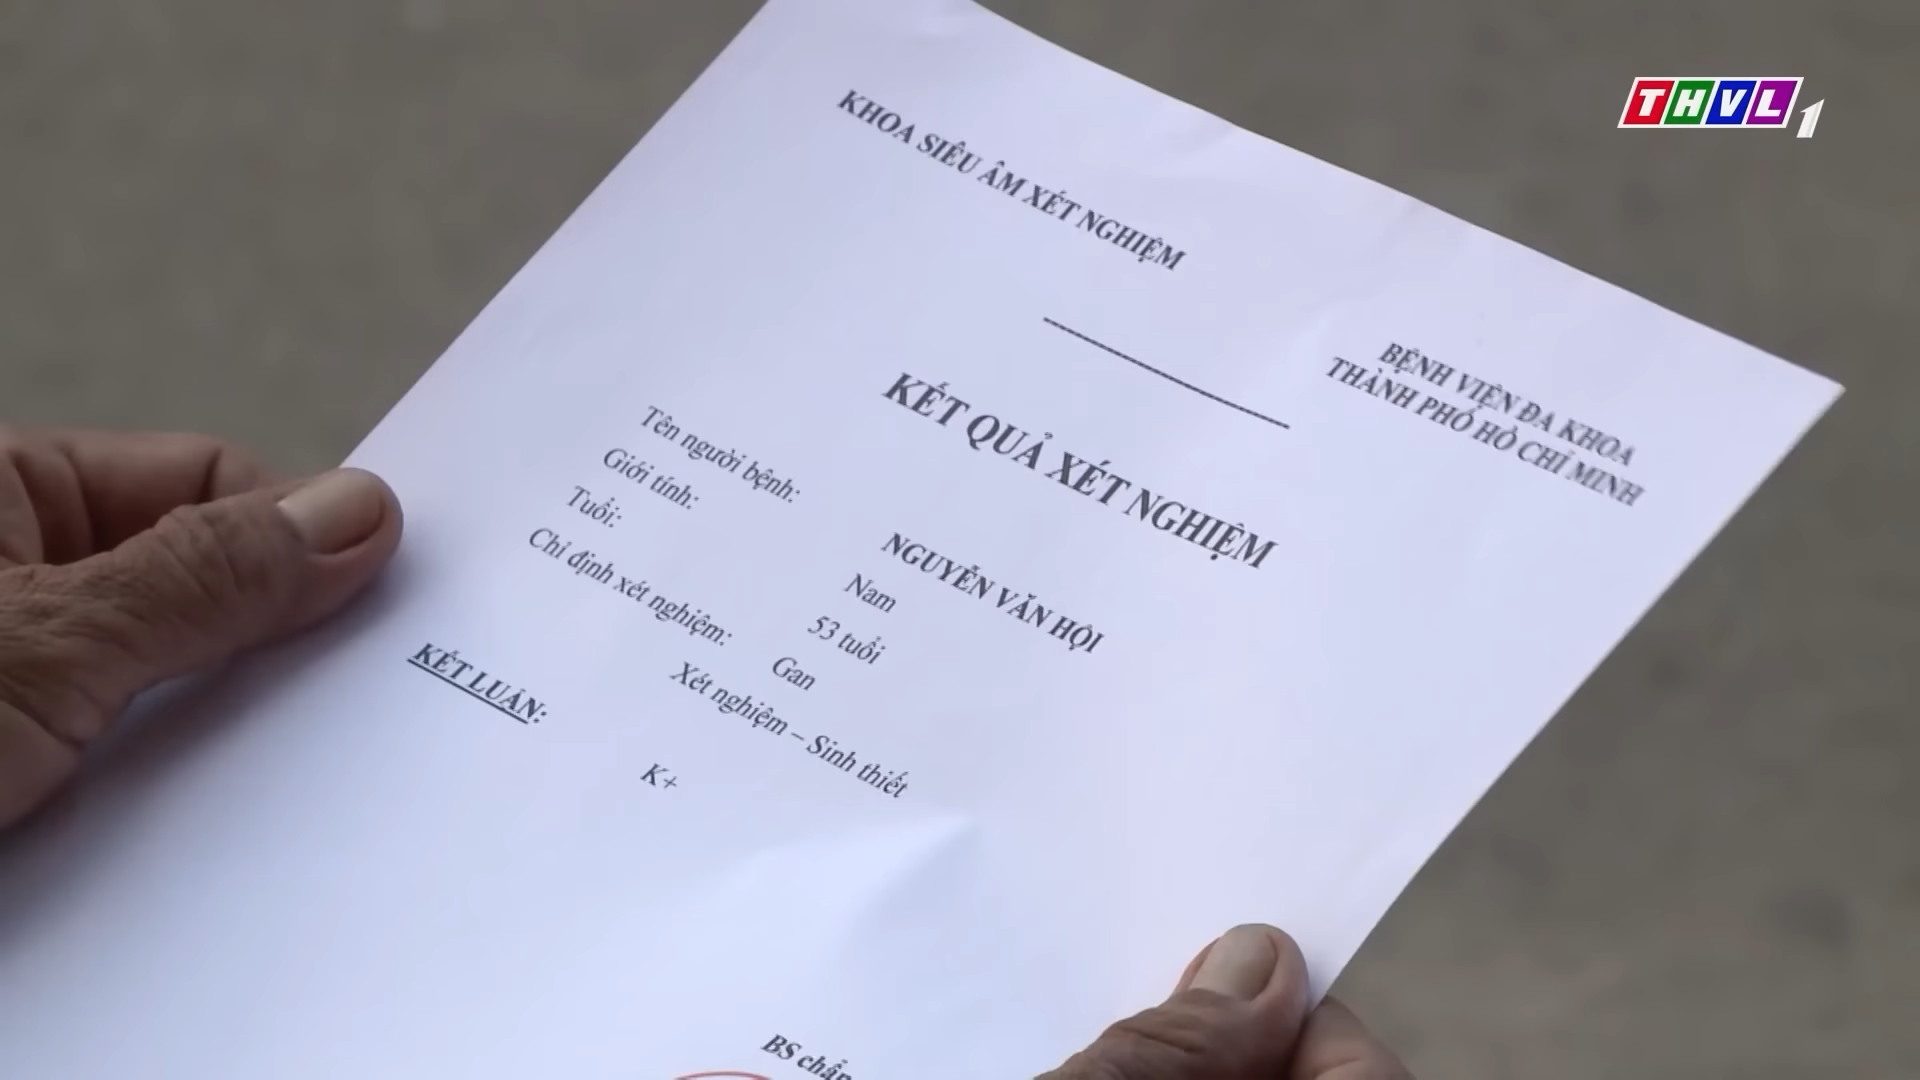 THVL1
KHOA SIÊU ÂM XÉT NGHIỆM
BỆNH VIỆN ĐA KHOA
THÀNH PHỐ HỒ CHÍ MINH
KẾT QUẢ XÉT NGHIỆM
Tên người bệnh: NGUYỄN VĂN HỘI
Giới tính: Nam
Tuổi: 53 tuổi
Chỉ định xét nghiệm: Gan
Xét nghiệm – Sinh thiết
KẾT LUẬN:
K+
BS